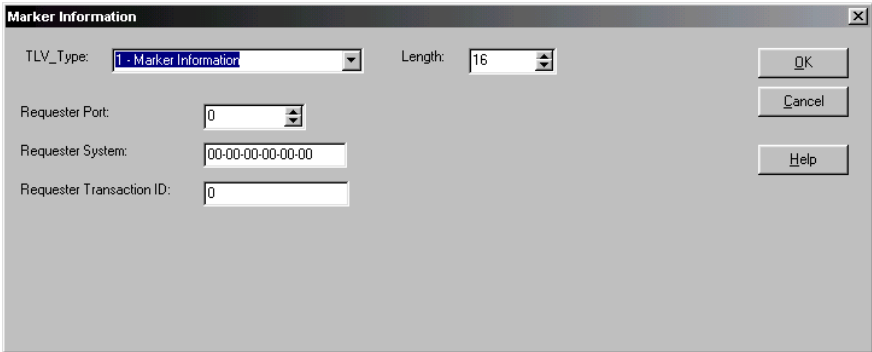 Marker Information
TLV_Type: 1 - Marker Information Length: 16 OK
Cancel
Requester Port: 0
Requester System: 00-00-00-00-00-00 Help
Requester Transaction ID: 0